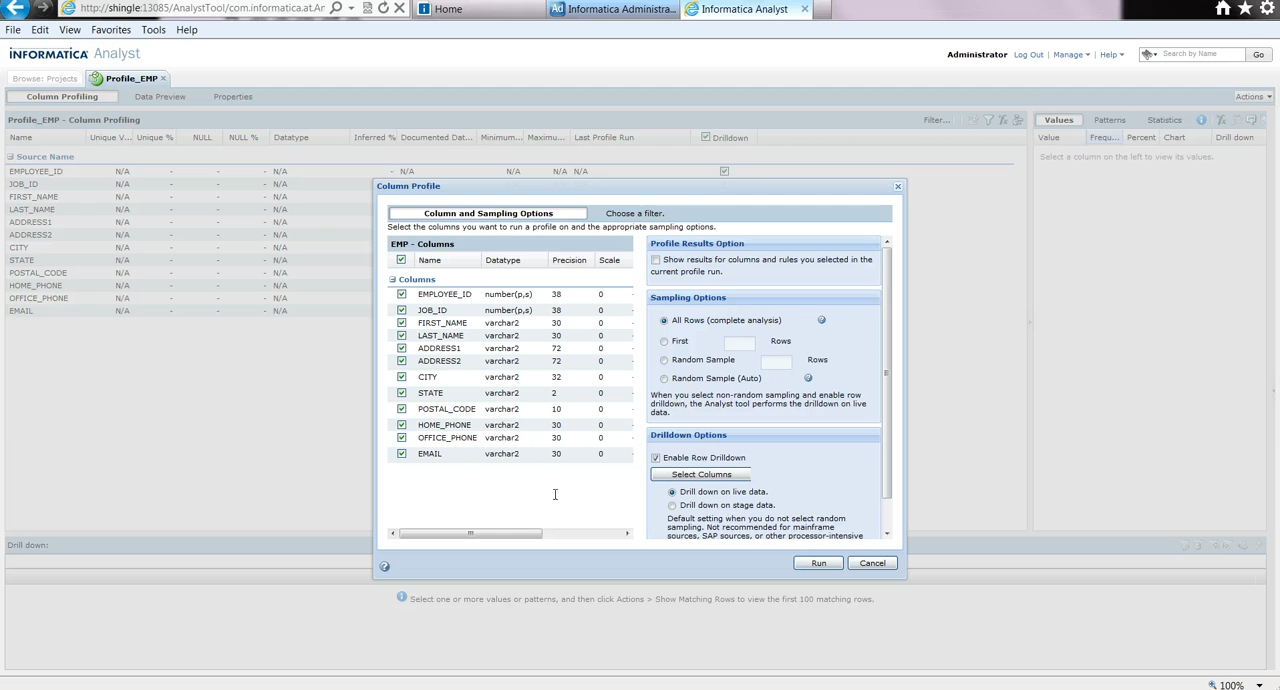 http://shingle:13085/AnalystTool/com.informatica.at.Ar
Home
Ad Informatica Administra...
Informatica Analyst ×
File Edit View Favorites Tools Help
INFORMATICA Analyst
Administrator Log Out | Manage | Help
Search by Name Go
Browse: Projects Profile_EMP ×
Column Profiling Data Preview Properties Actions
Profile_EMP - Column Profiling Filter... Values Patterns Statistics
Name Unique V... Unique % NULL NULL % Datatype Inferred % Documented Dat... Minimum... Maximu... Last Profile Run Drilldown Value Frequ... Percent Chart Drill down
Source Name Select a column on the left to view its values.
EMPLOYEE_ID N/A - - - N/A - N/A N/A N/A N/A
JOB_ID N/A - - - N/A
FIRST_NAME N/A - - - N/A
LAST_NAME N/A - - - N/A
ADDRESS1 N/A - - - N/A
ADDRESS2 N/A - - - N/A
CITY N/A - - - N/A
STATE N/A - - - N/A
POSTAL_CODE N/A - - - N/A
HOME_PHONE N/A - - - N/A
OFFICE_PHONE N/A - - - N/A
EMAIL N/A - - - N/A
Column Profile
Column and Sampling Options Choose a filter.
Select the columns you want to run a profile on and the appropriate sampling options.
EMP - Columns
Name Datatype Precision Scale
Columns
EMPLOYEE_ID number(p,s) 38 0 -
JOB_ID number(p,s) 38 0 -
FIRST_NAME varchar2 30 0 -
LAST_NAME varchar2 30 0 -
ADDRESS1 varchar2 72 0 -
ADDRESS2 varchar2 72 0 -
CITY varchar2 32 0 -
STATE varchar2 2 0 -
POSTAL_CODE varchar2 10 0 -
HOME_PHONE varchar2 30 0 -
OFFICE_PHONE varchar2 30 0 -
EMAIL varchar2 30 0 -
Profile Results Option
Show results for columns and rules you selected in the
current profile run.
Sampling Options
All Rows (complete analysis)
First Rows
Random Sample Rows
Random Sample (Auto)
When you select non-random sampling and enable row
drilldown, the Analyst tool performs the drilldown on live
data.
Drilldown Options
Enable Row Drilldown
Select Columns
Drill down on live data.
Drill down on stage data.
Default setting when you do not select random
sampling. Not recommended for mainframe
sources, SAP sources, or other processor-intensive
Run Cancel
Drill down:
Select one or more values or patterns, and then click Actions > Show Matching Rows to view the first 100 matching rows.
100%